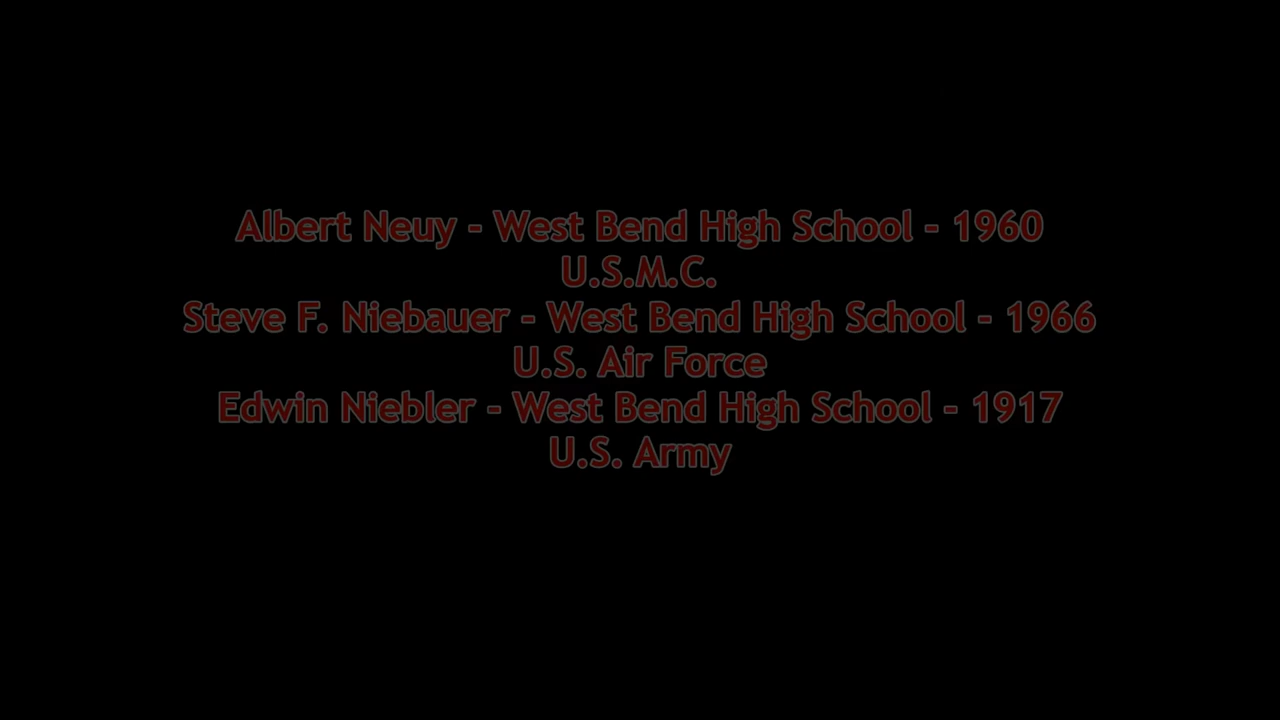 Albert Neuy - West Bend High School - 1960
U.S.M.C.
Steve F. Niebauer - West Bend High School - 1966
U.S. Air Force
Edwin Niebler - West Bend High School - 1917
U.S. Army